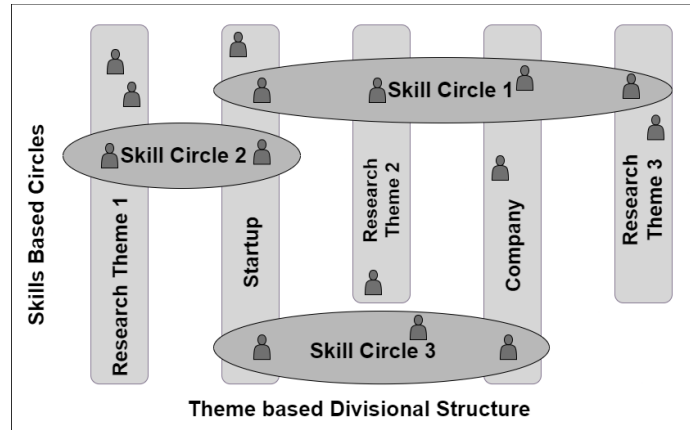 Skills Based Circles
Skill Circle 1
Skill Circle 2
Research Theme 1
Startup
Research
Theme 2
Company
Research
Theme 3
Skill Circle 3
Theme based Divisional Structure